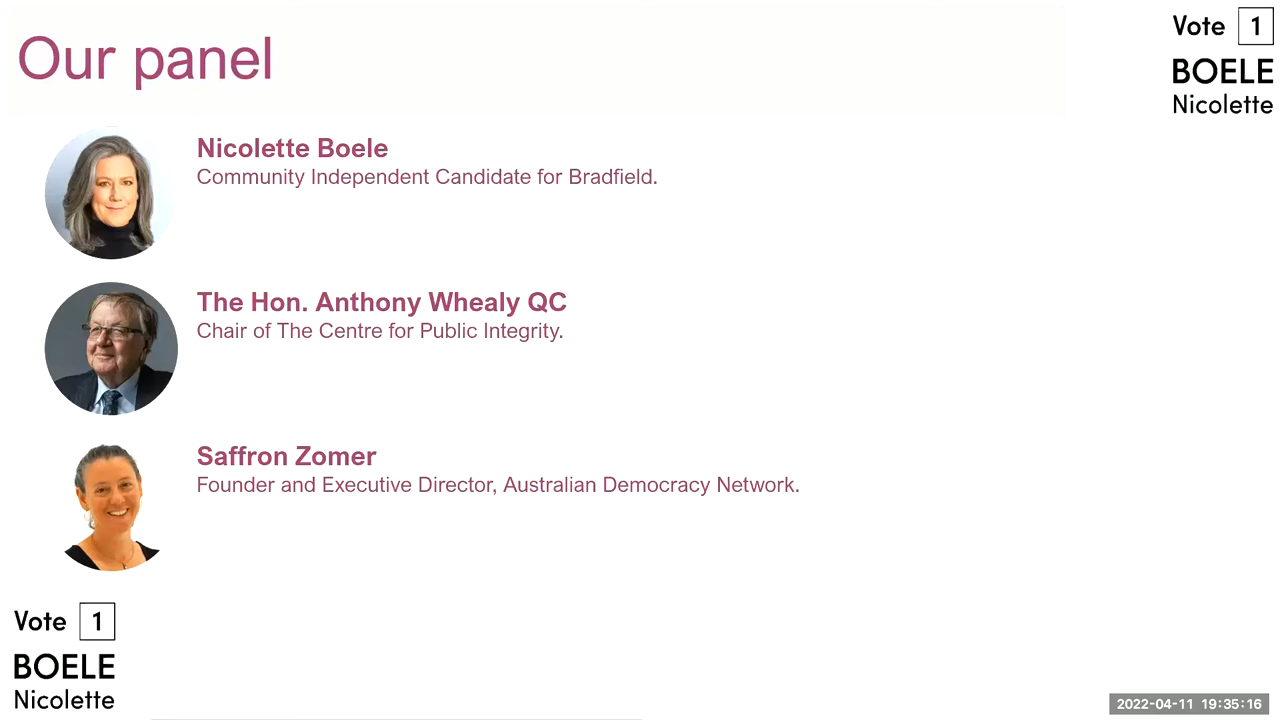 Our panel
Vote 1
BOELE
Nicolette
Nicolette Boele
Community Independent Candidate for Bradfield.
The Hon. Anthony Whealy QC
Chair of The Centre for Public Integrity.
Saffron Zomer
Founder and Executive Director, Australian Democracy Network.
Vote 1
BOELE
Nicolette
2022-04-11 19:35:16